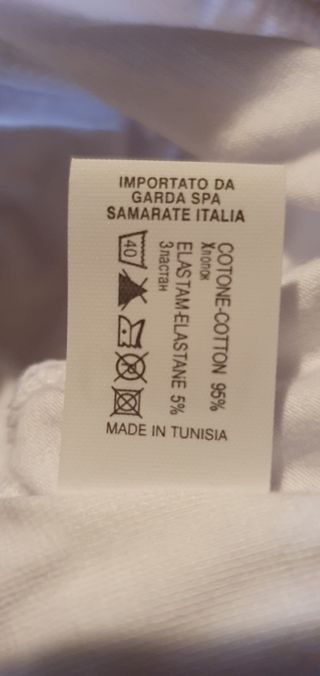 IMPORTATO DA
GARDA SPA
SAMARATE ITALIA
COTONE-COTTON 95%
Хлопок
ELASTAM-ELASTANE 5%
Эластан
40
MADE IN TUNISIA